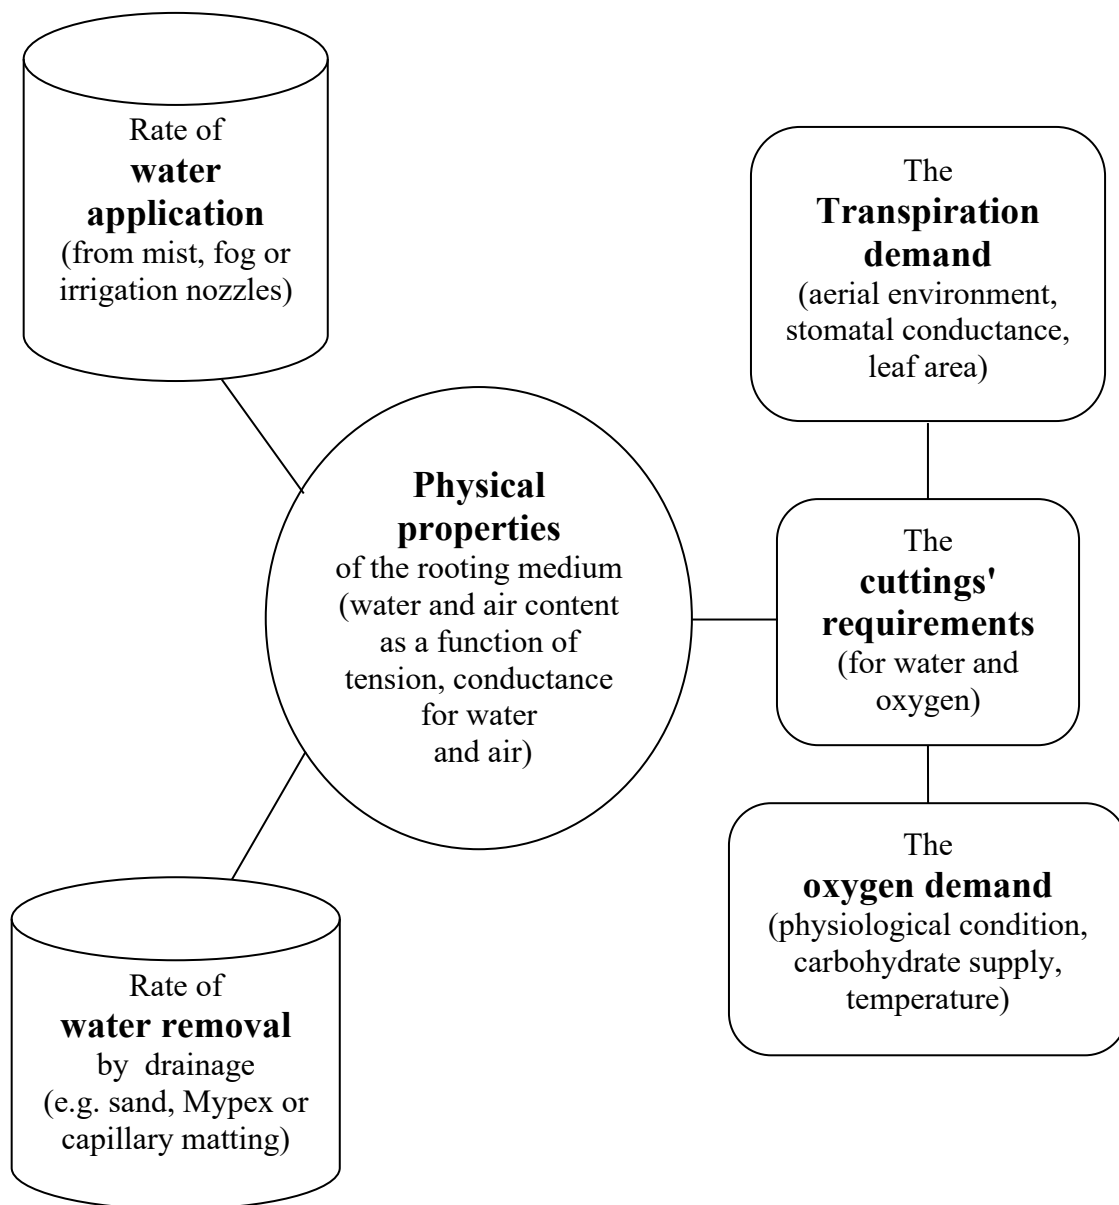 Rate of
water
application
(from mist, fog or
irrigation nozzles)
The
Transpiration
demand
(aerial environment,
stomatal conductance,
leaf area)
Physical
properties
of the rooting medium
(water and air content
as a function of
tension, conductance
for water
and air)
The
cuttings'
requirements
(for water and
oxygen)
The
oxygen demand
(physiological condition,
carbohydrate supply,
temperature)
Rate of
water removal
by drainage
(e.g. sand, Mypex or
capillary matting)